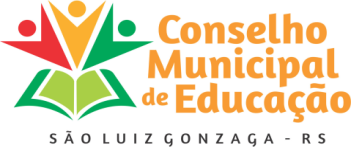 Conselho
Municipal
de Educação
SÃO LUIZ GONZAGA - RS